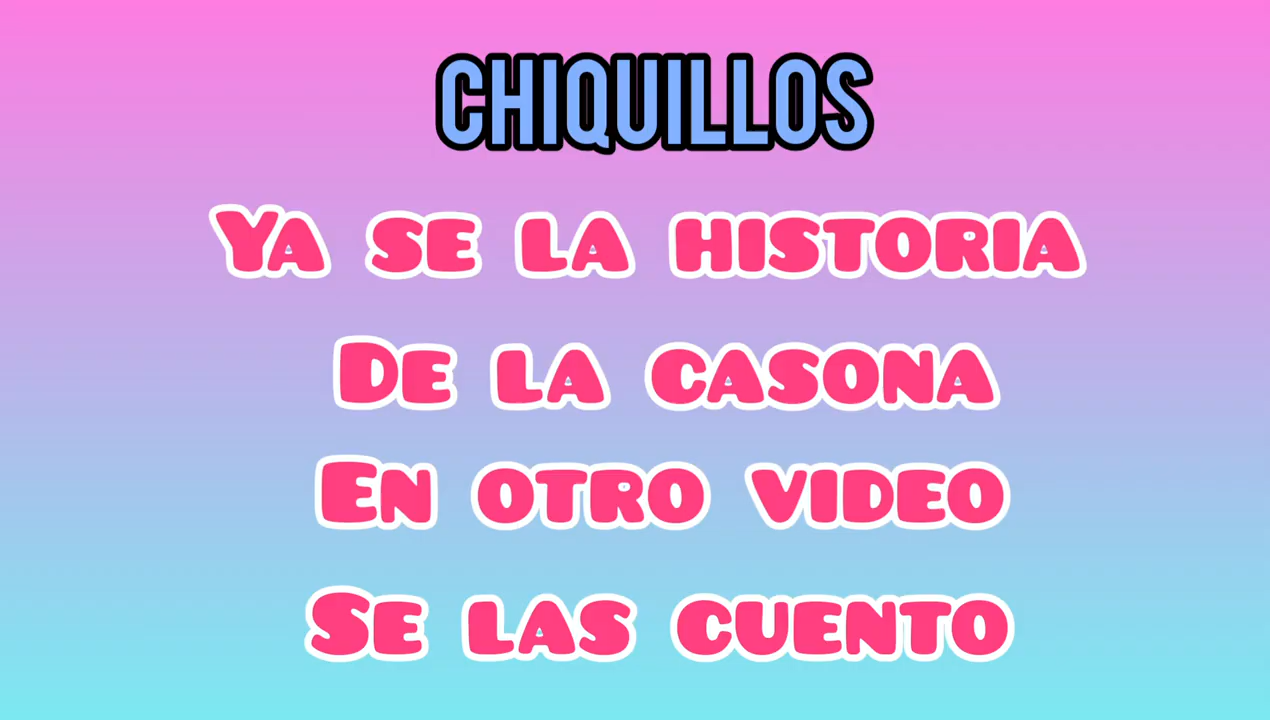 CHIQUILLOS
Ya se la historia
De la casona
En otro video
Se las cuento